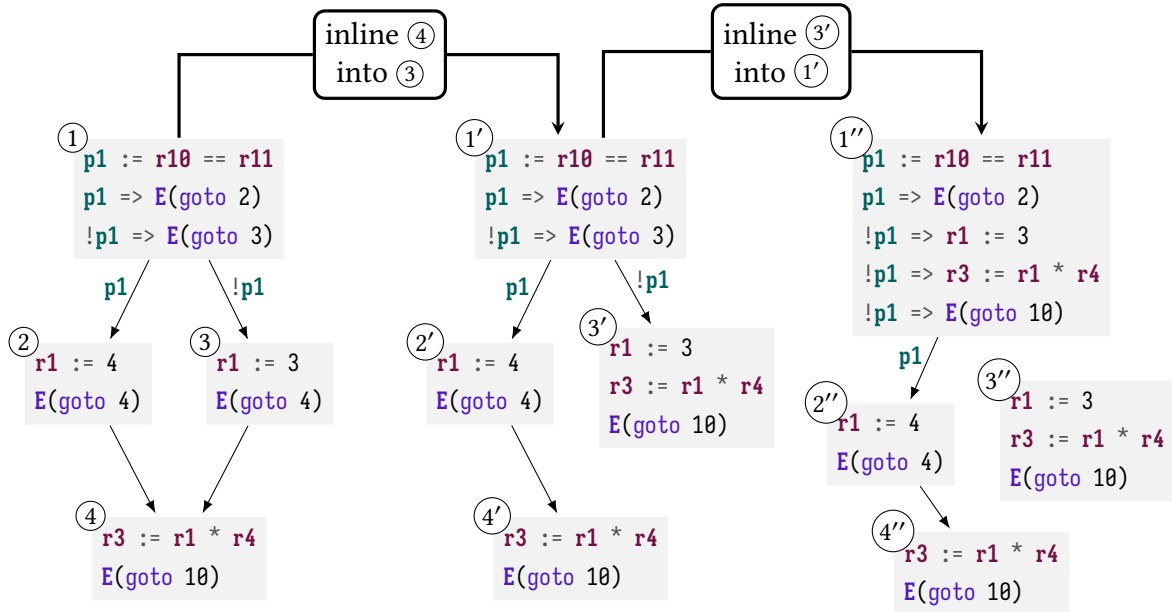 inline ④
into ③
inline 3′
into 1′
①
p1 := r10 == r11
p1 => E(goto 2)
!p1 => E(goto 3)
p1
!p1
②
r1 := 4
E(goto 4)
③
r1 := 3
E(goto 4)
④
r3 := r1 * r4
E(goto 10)
1′
p1 := r10 == r11
p1 => E(goto 2)
!p1 => E(goto 3)
p1
!p1
2′
r1 := 4
E(goto 4)
3′
r1 := 3
r3 := r1 * r4
E(goto 10)
4′
r3 := r1 * r4
E(goto 10)
1′′
p1 := r10 == r11
p1 => E(goto 2)
!p1 => r1 := 3
!p1 => r3 := r1 * r4
!p1 => E(goto 10)
p1
2′′
r1 := 4
E(goto 4)
3′′
r1 := 3
r3 := r1 * r4
E(goto 10)
4′′
r3 := r1 * r4
E(goto 10)